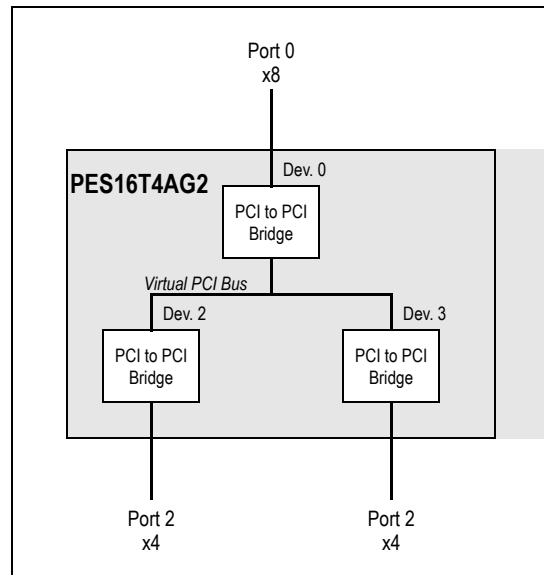 Port 0
x8
Dev. 0
PES16T4AG2
PCI to PCI
Bridge
Virtual PCI Bus
Dev. 2
Dev. 3
PCI to PCI
Bridge
PCI to PCI
Bridge
Port 2
x4
Port 2
x4